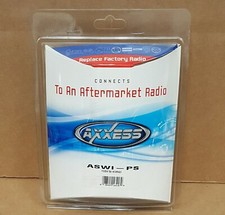 Replace Factory Radio
CONNECTS
To An Aftermarket Radio
AXXESS
ASWI-PS